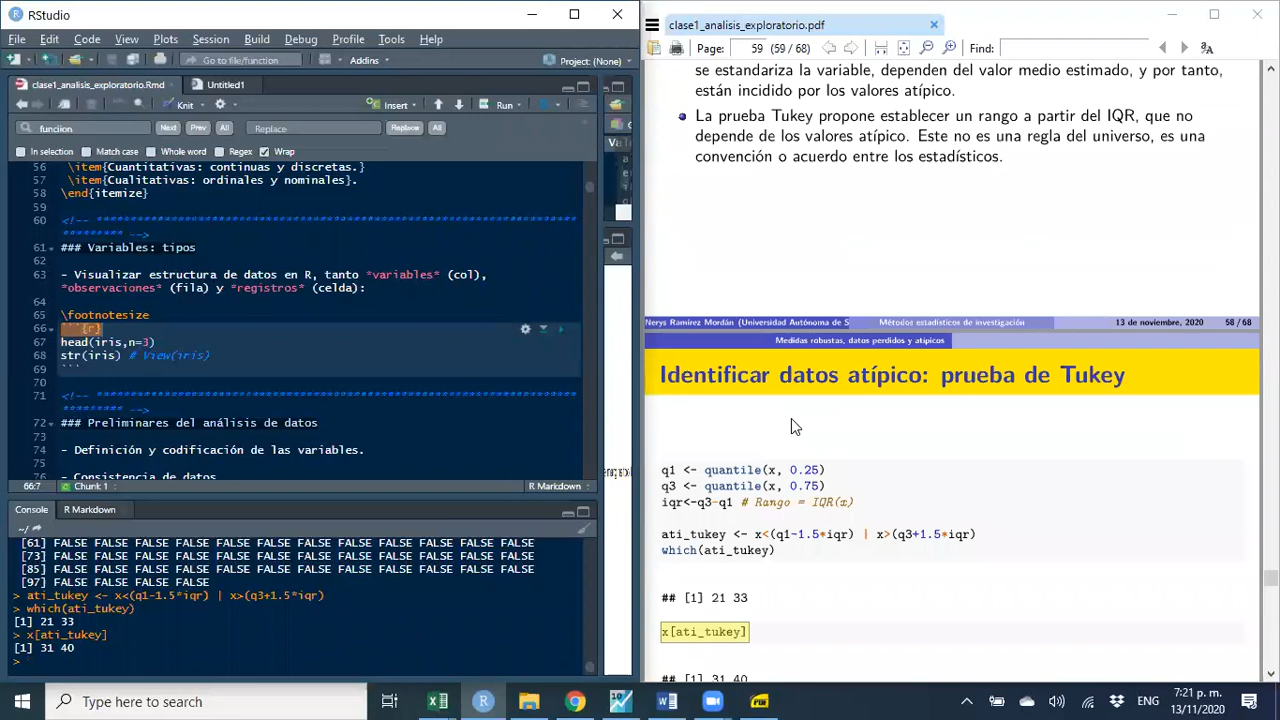 RStudio
File Edit Code View Plots Session Build Debug Profile Tools Help
Go to file/function
Addins
Project: (None)
clase1_analisis_exploratorio.Rmd
Untitled1
Knit
Insert
Run
funcion
Next
Prev
All
Replace
Replace
All
In selection
Match case
Whole word
Regex
Wrap
56 \item{Cuantitativas: continuas y discretas.}
57 \item{Cualitativas: ordinales y nominales}.
58 \end{itemize}
59
60 <!-- *************************************************************************
********* -->
61 ### Variables: tipos
62
63 - Visualizar estructura de datos en R, tanto *variables* (col),
*observaciones* (fila) y *registros* (celda):
64
65 \footnotesize
66 ```{r}
67 head(iris,n=3)
68 str(iris) # View(iris)
69 ```
70
71 <!-- *************************************************************************
********* -->
72 ### Preliminares del análisis de datos
73
74 - Definición y codificación de las variables.
75
76 - Consistencia de datos
66:7
Chunk 1
R Markdown
Console
R Markdown
~/
[61] FALSE FALSE FALSE FALSE FALSE FALSE FALSE FALSE FALSE FALSE FALSE FALSE
[73] FALSE FALSE FALSE FALSE FALSE FALSE FALSE FALSE FALSE FALSE FALSE FALSE
[85] FALSE FALSE FALSE FALSE FALSE FALSE FALSE FALSE FALSE FALSE FALSE FALSE
[97] FALSE FALSE FALSE FALSE
> ati_tukey <- x<(q1-1.5*iqr) | x>(q3+1.5*iqr)
> which(ati_tukey)
[1] 21 33
> x[ati_tukey]
[1] 31 40
>
clase1_analisis_exploratorio.pdf
Page: 59 (59 / 68)
Find:
se estandariza la variable, dependen del valor medio estimado, y por tanto,
están incidido por los valores atípico.
La prueba Tukey propone establecer un rango a partir del IQR, que no
depende de los valores atípico. Este no es una regla del universo, es una
convención o acuerdo entre los estadísticos.
Nerys Ramírez Mordán (Universidad Autónoma de S
Métodos estadísticos de investigación
13 de noviembre, 2020
58 / 68
Medidas robustas, datos perdidos y atípicos
Identificar datos atípico: prueba de Tukey
q1 <- quantile(x, 0.25)
q3 <- quantile(x, 0.75)
iqr<-q3-q1 # Rango = IQR(x)
ati_tukey <- x<(q1-1.5*iqr) | x>(q3+1.5*iqr)
which(ati_tukey)
## [1] 21 33
x[ati_tukey]
## [1] 31 40
Type here to search
ENG
7:21 p. m.
13/11/2020